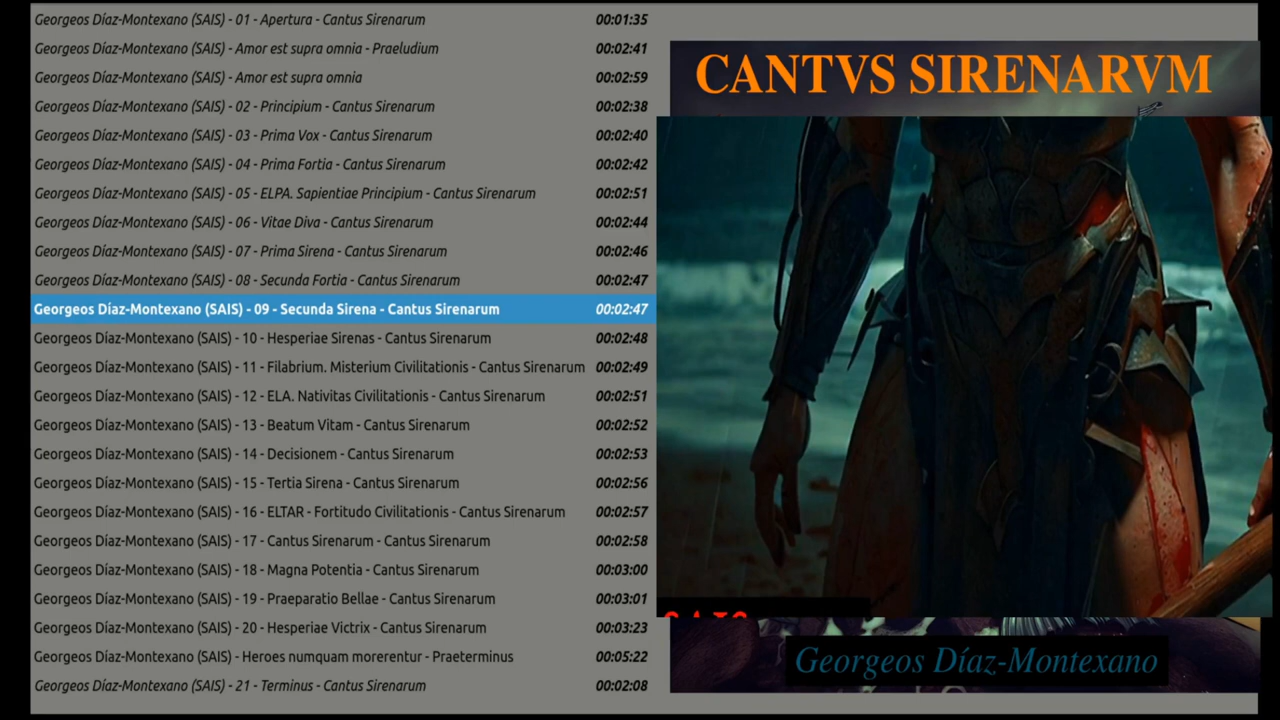 Georgeos Díaz-Montexano (SAIS) - 01 - Apertura - Cantus Sirenarum 00:01:35
Georgeos Díaz-Montexano (SAIS) - Amor est supra omnia - Praeludium 00:02:41
Georgeos Díaz-Montexano (SAIS) - Amor est supra omnia 00:02:59
Georgeos Díaz-Montexano (SAIS) - 02 - Principium - Cantus Sirenarum 00:02:38
Georgeos Díaz-Montexano (SAIS) - 03 - Prima Vox - Cantus Sirenarum 00:02:40
Georgeos Díaz-Montexano (SAIS) - 04 - Prima Fortia - Cantus Sirenarum 00:02:42
Georgeos Díaz-Montexano (SAIS) - 05 - ELPA. Sapientiae Principium - Cantus Sirenarum 00:02:51
Georgeos Díaz-Montexano (SAIS) - 06 - Vitae Diva - Cantus Sirenarum 00:02:44
Georgeos Díaz-Montexano (SAIS) - 07 - Prima Sirena - Cantus Sirenarum 00:02:46
Georgeos Díaz-Montexano (SAIS) - 08 - Secunda Fortia - Cantus Sirenarum 00:02:47
Georgeos Díaz-Montexano (SAIS) - 09 - Secunda Sirena - Cantus Sirenarum 00:02:47
Georgeos Díaz-Montexano (SAIS) - 10 - Hesperiae Sirenas - Cantus Sirenarum 00:02:48
Georgeos Díaz-Montexano (SAIS) - 11 - Filabrium. Misterium Civilitationis - Cantus Sirenarum 00:02:49
Georgeos Díaz-Montexano (SAIS) - 12 - ELA. Nativitas Civilitationis - Cantus Sirenarum 00:02:51
Georgeos Díaz-Montexano (SAIS) - 13 - Beatum Vitam - Cantus Sirenarum 00:02:52
Georgeos Díaz-Montexano (SAIS) - 14 - Decisionem - Cantus Sirenarum 00:02:53
Georgeos Díaz-Montexano (SAIS) - 15 - Tertia Sirena - Cantus Sirenarum 00:02:56
Georgeos Díaz-Montexano (SAIS) - 16 - ELTAR - Fortitudo Civilitationis - Cantus Sirenarum 00:02:57
Georgeos Díaz-Montexano (SAIS) - 17 - Cantus Sirenarum - Cantus Sirenarum 00:02:58
Georgeos Díaz-Montexano (SAIS) - 18 - Magna Potentia - Cantus Sirenarum 00:03:00
Georgeos Díaz-Montexano (SAIS) - 19 - Praeparatio Bellae - Cantus Sirenarum 00:03:01
Georgeos Díaz-Montexano (SAIS) - 20 - Hesperiae Victrix - Cantus Sirenarum 00:03:23
Georgeos Díaz-Montexano (SAIS) - Heroes numquam morerentur - Praeterminus 00:05:22
Georgeos Díaz-Montexano (SAIS) - 21 - Terminus - Cantus Sirenarum 00:02:08
CANTVS SIRENARVM
Georgeos Díaz-Montexano